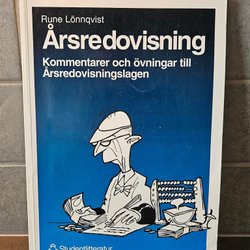 Rune Lönnqvist
Årsredovisning
Kommentarer och övningar till
Årsredovisningslagen
Studentlitteratur